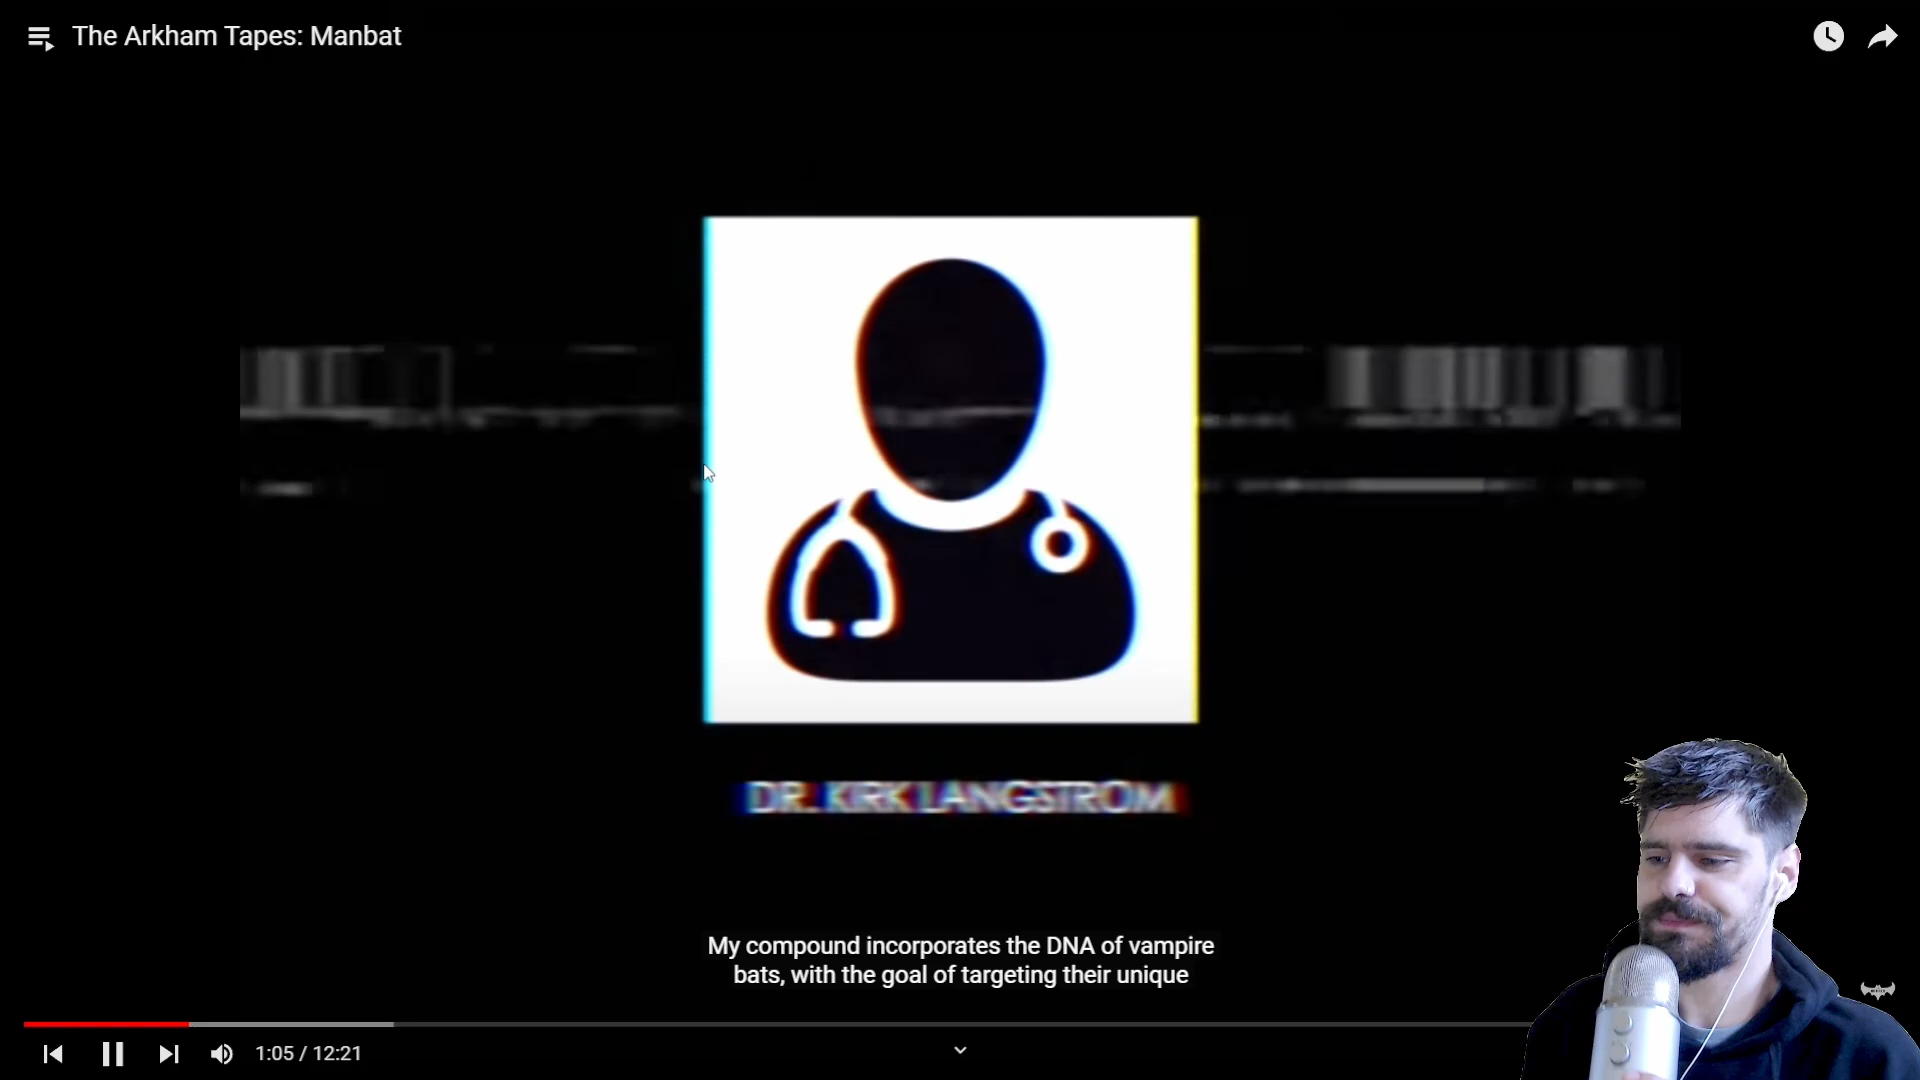 The Arkham Tapes: Manbat
DR. KIRK LANGSTROM
My compound incorporates the DNA of vampire
bats, with the goal of targeting their unique
1:05 / 12:21